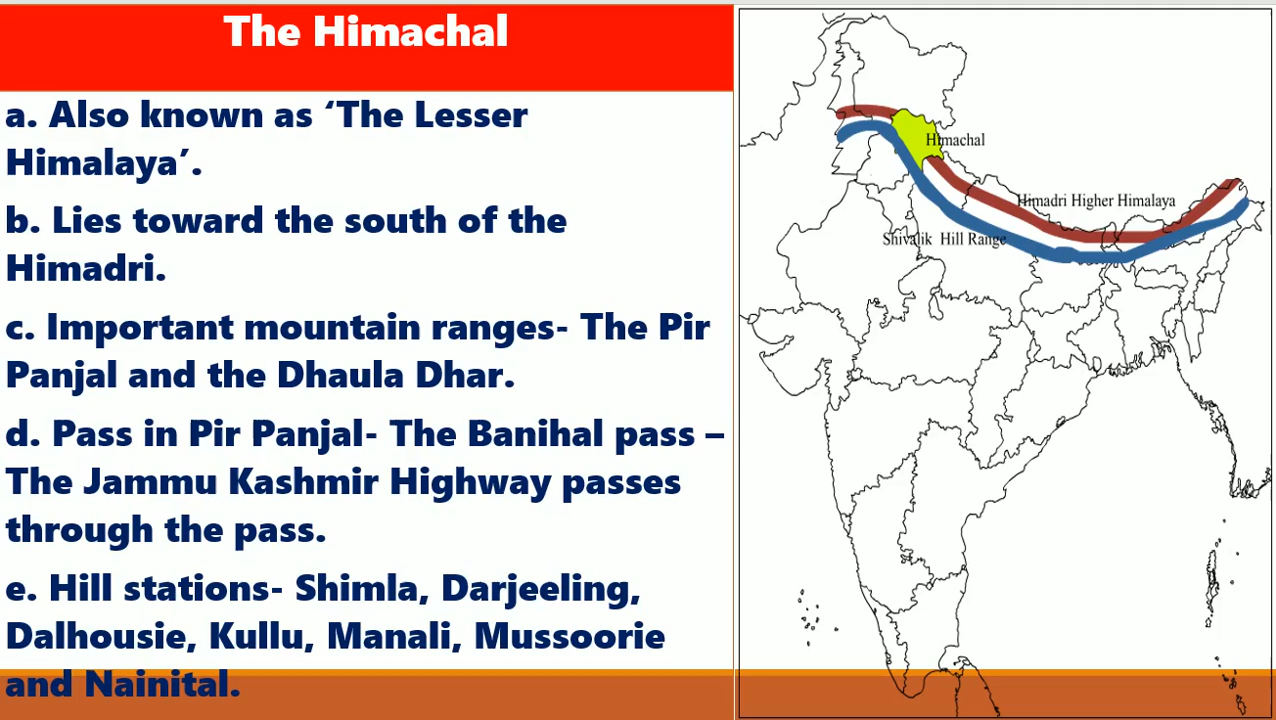 The Himachal
a. Also known as ‘The Lesser
Himalaya’.
b. Lies toward the south of the
Himadri.
c. Important mountain ranges- The Pir
Panjal and the Dhaula Dhar.
d. Pass in Pir Panjal- The Banihal pass –
The Jammu Kashmir Highway passes
through the pass.
e. Hill stations- Shimla, Darjeeling,
Dalhousie, Kullu, Manali, Mussoorie
and Nainital.
Himachal
Himadri Higher Himalaya
Shivalik Hill Range